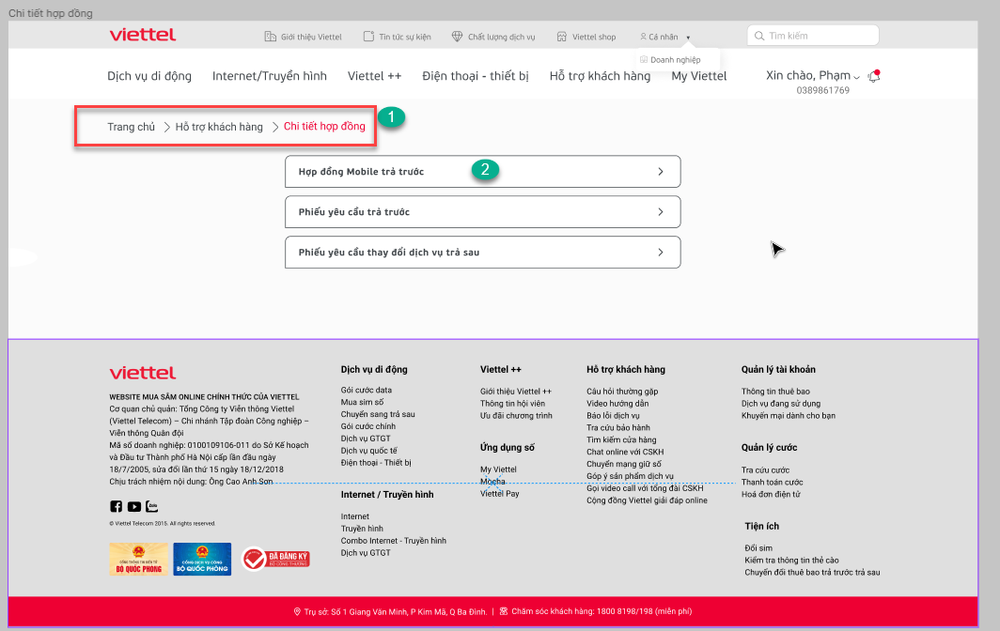 Chi tiết hợp đồng
viettel
Giới thiệu Viettel
Tin tức sự kiện
Chất lượng dịch vụ
Viettel shop
Cá nhân
Tìm kiếm
Doanh nghiệp
Dịch vụ di động
Internet/Truyền hình
Viettel ++
Điện thoại - thiết bị
Hỗ trợ khách hàng
My Viettel
Xin chào, Phạm
0389861769
Trang chủ
Hỗ trợ khách hàng
Chi tiết hợp đồng
1
Hợp đồng Mobile trả trước
2
Phiếu yêu cầu trả trước
Phiếu yêu cầu thay đổi dịch vụ trả sau
viettel
WEBSITE MUA SẮM ONLINE CHÍNH THỨC CỦA VIETTEL
Cơ quan chủ quản: Tổng Công ty Viễn thông Viettel
(Viettel Telecom) – Chi nhánh Tập đoàn Công nghiệp –
Viễn thông Quân đội
Mã số doanh nghiệp: 0100109106-011 do Sở Kế hoạch
và Đầu tư Thành phố Hà Nội cấp lần đầu ngày
18/7/2005, sửa đổi lần thứ 15 ngày 18/12/2018
Chịu trách nhiệm nội dung: Ông Cao Anh Sơn
Zalo
© Viettel Telecom 2015. All rights reserved.
CỔNG THÔNG TIN ĐIỆN TỬ
BỘ QUỐC PHÒNG
CỔNG DỊCH VỤ CÔNG
BỘ QUỐC PHÒNG
ĐÃ ĐĂNG KÝ
BỘ CÔNG THƯƠNG
Dịch vụ di động
Gói cước data
Mua sim số
Chuyển sang trả sau
Gói cước chính
Dịch vụ GTGT
Dịch vụ quốc tế
Điện thoại - Thiết bị
Internet / Truyền hình
Internet
Truyền hình
Combo Internet - Truyền hình
Dịch vụ GTGT
Viettel ++
Giới thiệu Viettel ++
Thông tin hội viên
Ưu đãi chương trình
Ứng dụng số
My Viettel
Mocha
Viettel Pay
Hỗ trợ khách hàng
Câu hỏi thường gặp
Video hướng dẫn
Báo lỗi dịch vụ
Tra cứu bảo hành
Tìm kiếm cửa hàng
Chat online với CSKH
Chuyển mạng giữ số
Góp ý sản phẩm dịch vụ
Gọi video call với tổng đài CSKH
Cộng đồng Viettel giải đáp online
Quản lý tài khoản
Thông tin thuê bao
Dịch vụ đang sử dụng
Khuyến mại dành cho bạn
Quản lý cước
Tra cứu cước
Thanh toán cước
Hoá đơn điện tử
Tiện ích
Đổi sim
Kiểm tra thông tin thẻ cào
Chuyển đổi thuê bao trả trước trả sau
Trụ sở: Số 1 Giang Văn Minh, P Kim Mã, Q Ba Đình. | Chăm sóc khách hàng: 1800 8198/198 (miễn phí)